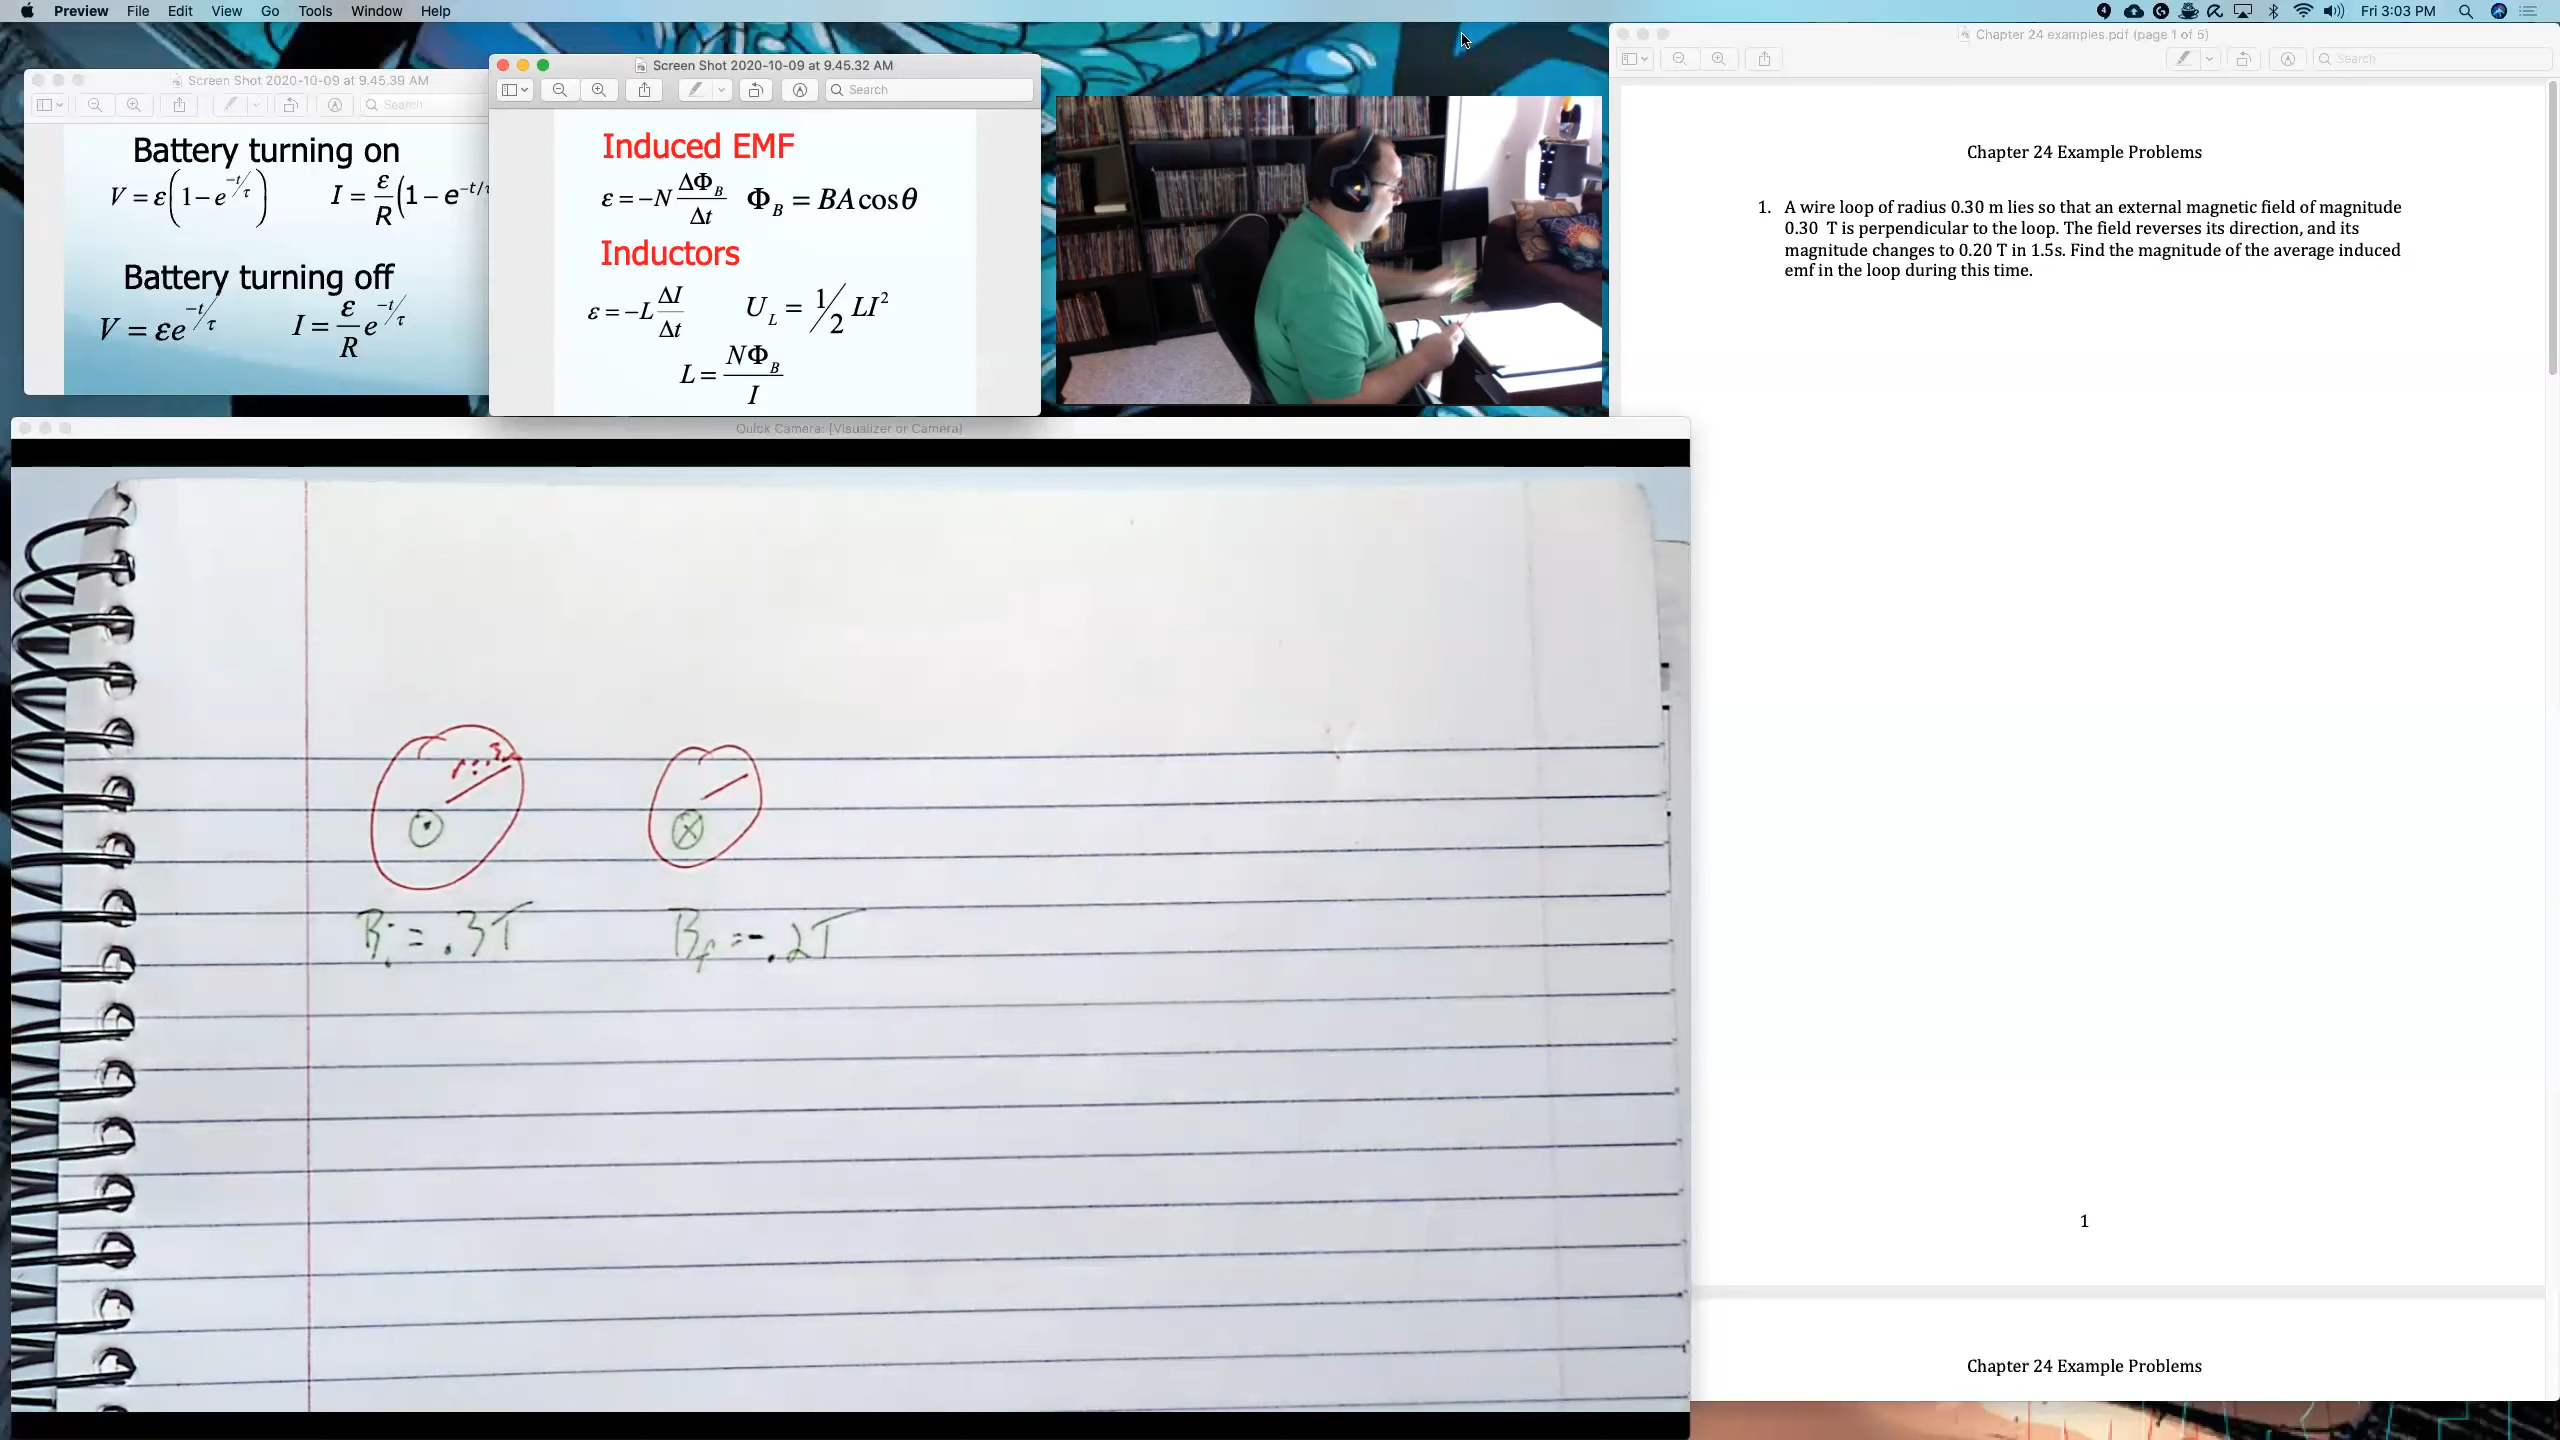 Preview File Edit View Go Tools Window Help
Fri 3:03 PM
Screen Shot 2020-10-09 at 9.45.39 AM
Search
Battery turning on
V = ε(1 − e^{−t/τ}) I = ε/R (1 − e^{−t/τ
Battery turning off
V = εe^{−t/τ} I = ε/R e^{−t/τ}
Screen Shot 2020-10-09 at 9.45.32 AM
Search
Induced EMF
ε = −N ΔΦ_B/Δt Φ_B = BA cos θ
Inductors
ε = −L ΔI/Δt U_L = 1/2 LI²
L = NΦ_B/I
Chapter 24 examples.pdf (page 1 of 5)
Search
Chapter 24 Example Problems
1. A wire loop of radius 0.30 m lies so that an external magnetic field of magnitude
0.30 T is perpendicular to the loop. The field reverses its direction, and its
magnitude changes to 0.20 T in 1.5s. Find the magnitude of the average induced
emf in the loop during this time.
1
Chapter 24 Example Problems
Quick Camera: [Visualizer or Camera]
B_i = .3T B_f = -.2T